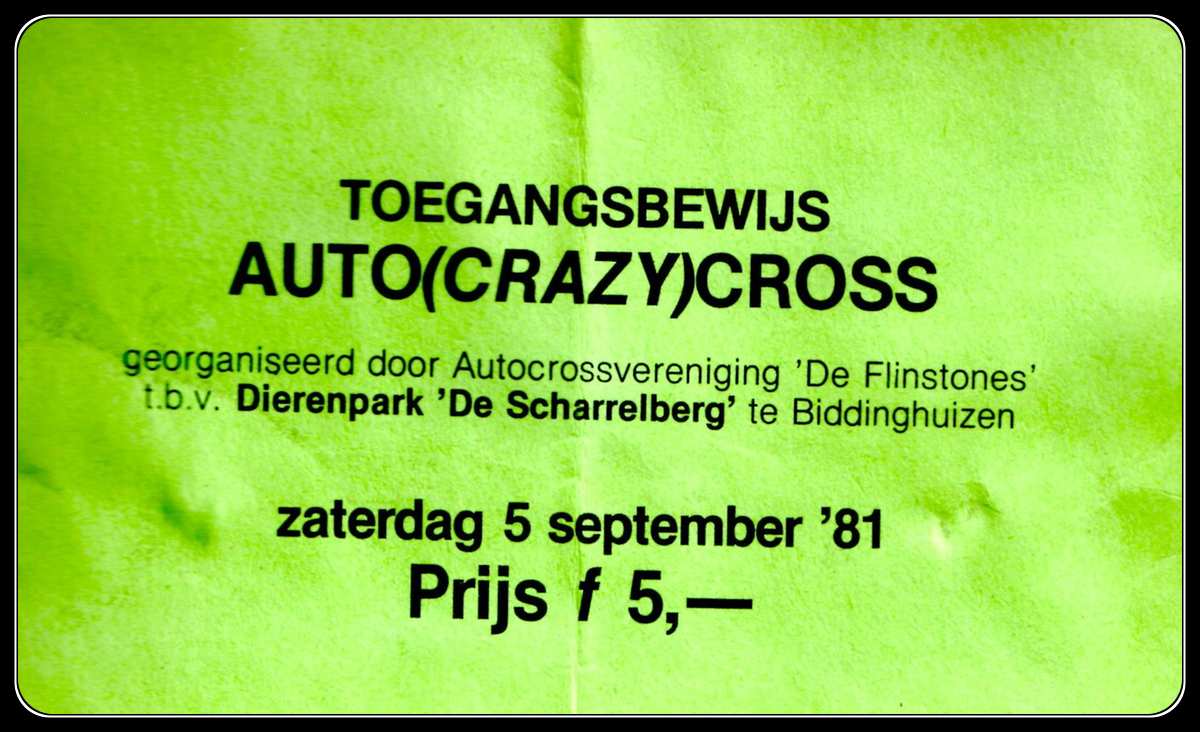 TOEGANGSBEWIJS
AUTO(CRAZY)CROSS
georganiseerd door Autocrossvereniging 'De Flinstones'
t.b.v. Dierenpark 'De Scharrelberg' te Biddinghuizen
zaterdag 5 september '81
Prijs f 5,—